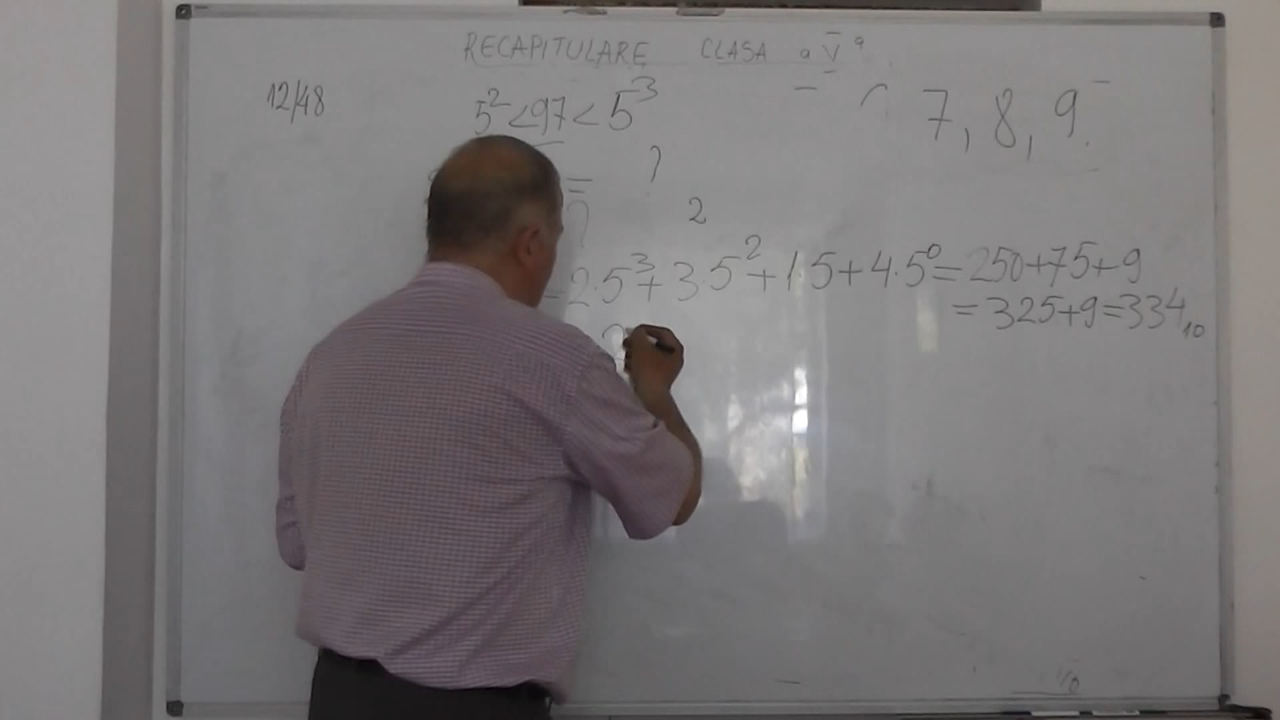 RECAPITULARE CLASA a V a
12/48 5² < 97 < 5³ 7, 8, 9.
= ?
?
2
2·5³+3·5²+1·5+4·5⁰=250+75+9
=325+9=334₁₀